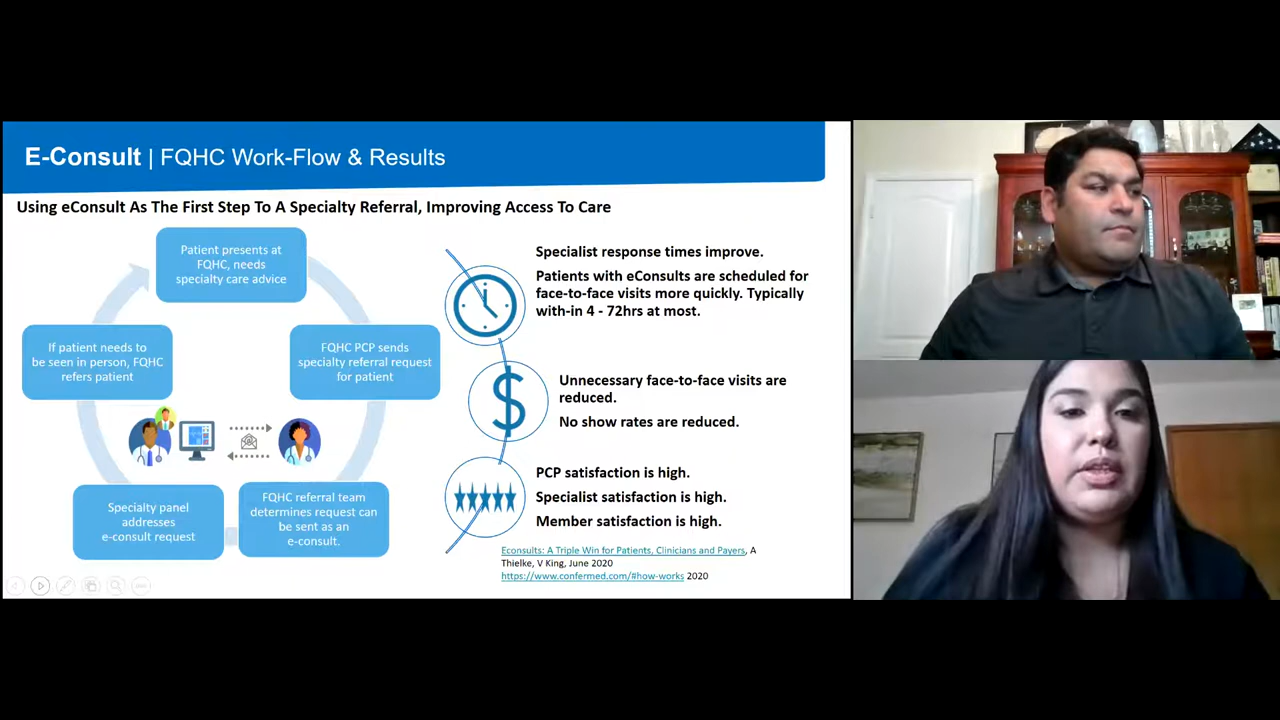 E-Consult | FQHC Work-Flow & Results
Using eConsult As The First Step To A Specialty Referral, Improving Access To Care
Patient presents at
FQHC, needs
specialty care advice
FQHC PCP sends
specialty referral request
for patient
FQHC referral team
determines request can
be sent as an
e-consult.
Specialty panel
addresses
e-consult request
If patient needs to
be seen in person, FQHC
refers patient
Specialist response times improve.
Patients with eConsults are scheduled for
face-to-face visits more quickly. Typically
with-in 4 - 72hrs at most.
Unnecessary face-to-face visits are
reduced.
No show rates are reduced.
PCP satisfaction is high.
Specialist satisfaction is high.
Member satisfaction is high.
Econsults: A Triple Win for Patients, Clinicians and Payers, A
Thielke, V King, June 2020
https://www.confermed.com/#how-works 2020